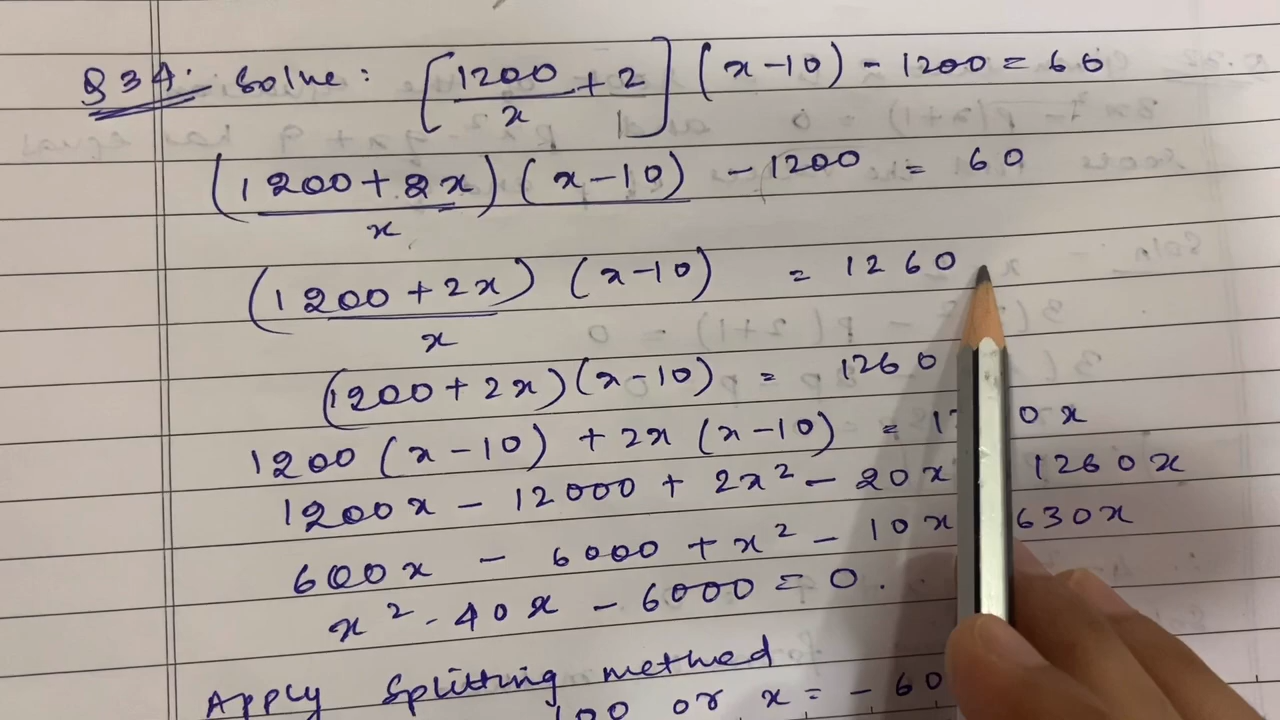 Q34. Solve: [1200/x + 2] (x-10) - 1200 = 60
(1200 + 2x)/x (x-10) - 1200 = 60
(1200 + 2x)/x (x-10) = 1260
(1200 + 2x)(x-10) = 1260
1200 (x-10) + 2x (x-10) = 1 0x
1200x - 12000 + 2x² - 20x 1260x
600x - 6000 + x² - 10x 630x
x² - 40x - 6000 = 0.
Apply Splitting method
100 or x = -60